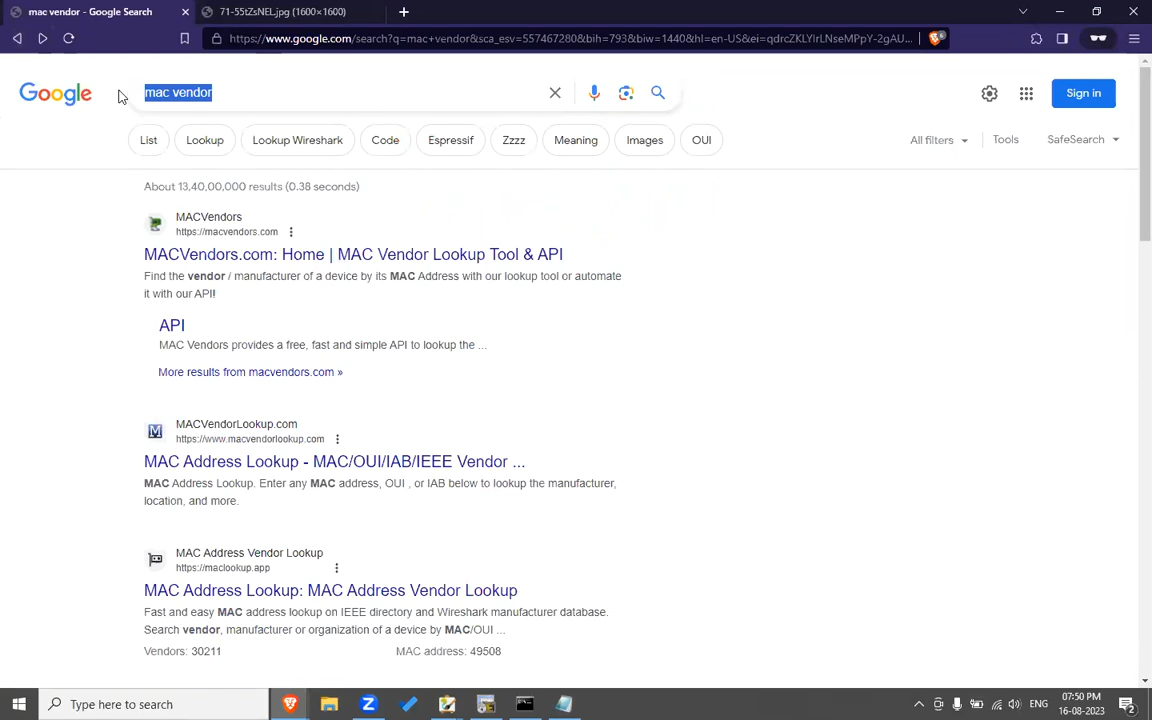 mac vendor - Google Search
71-55tZsNEL.jpg (1600×1600)
https://www.google.com/search?q=mac+vendor&sca_esv=557467280&bih=793&biw=1440&hl=en-US&ei=qdrcZKLYIrLNseMPpY-2gAU...
Google
mac vendor
Sign in
List
Lookup
Lookup Wireshark
Code
Espressif
Zzzz
Meaning
Images
OUI
All filters
Tools
SafeSearch
About 13,40,00,000 results (0.38 seconds)
MACVendors
https://macvendors.com
MACVendors.com: Home | MAC Vendor Lookup Tool & API
Find the vendor / manufacturer of a device by its MAC Address with our lookup tool or automate
it with our API!
API
MAC Vendors provides a free, fast and simple API to lookup the ...
More results from macvendors.com »
MACVendorLookup.com
https://www.macvendorlookup.com
MAC Address Lookup - MAC/OUI/IAB/IEEE Vendor ...
MAC Address Lookup. Enter any MAC address, OUI , or IAB below to lookup the manufacturer,
location, and more.
MAC Address Vendor Lookup
https://maclookup.app
MAC Address Lookup: MAC Address Vendor Lookup
Fast and easy MAC address lookup on IEEE directory and Wireshark manufacturer database.
Search vendor, manufacturer or organization of a device by MAC/OUI ...
Vendors: 30211 MAC address: 49508
Type here to search
ENG
07:50 PM
16-08-2023
2